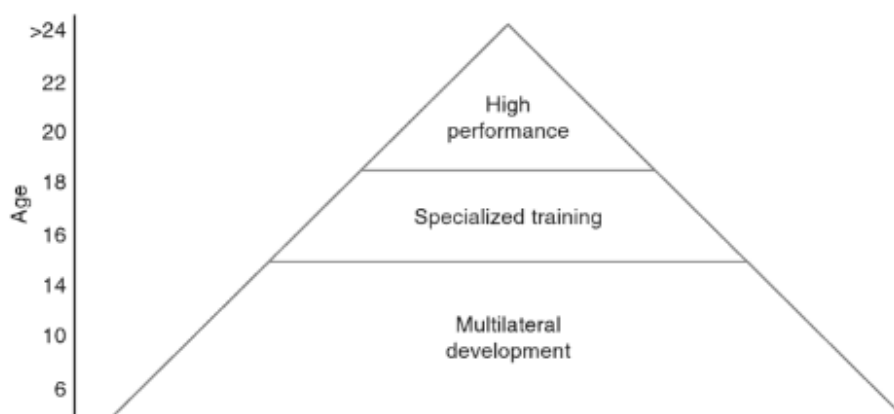 >24
22
20
18
16
14
10
6
Age
High
performance
Specialized training
Multilateral
development